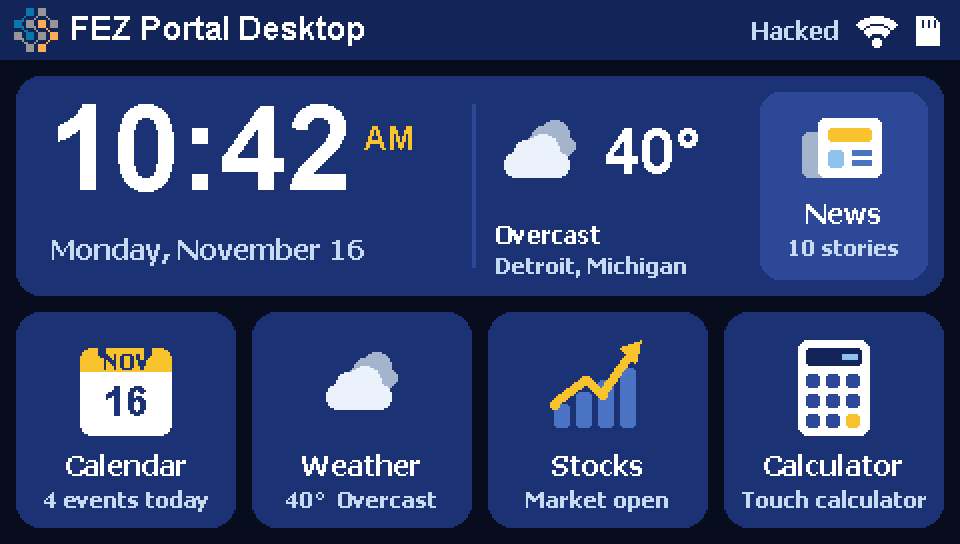 FEZ Portal Desktop
Hacked
10:42 AM
Monday, November 16
40°
Overcast
Detroit, Michigan
News
10 stories
NOV
16
Calendar
4 events today
Weather
40° Overcast
Stocks
Market open
Calculator
Touch calculator